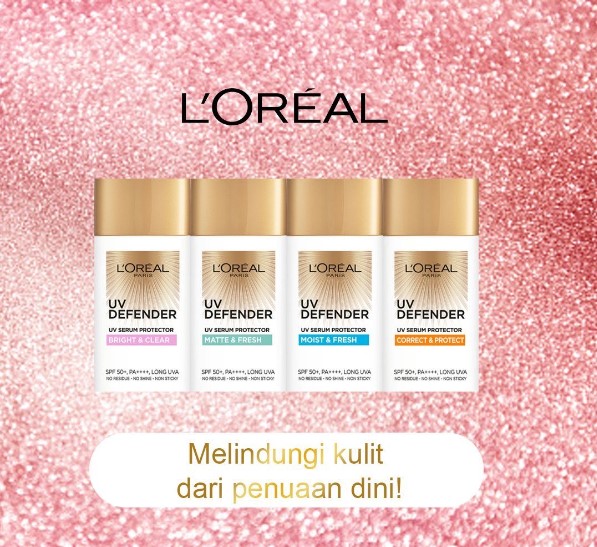 L'ORÉAL
L'ORÉAL
PARIS
UV
DEFENDER
UV SERUM PROTECTOR
BRIGHT & CLEAR
SPF 50+, PA++++, LONG UVA
NO RESIDUE • NO SHINE • NON STICKY
L'ORÉAL
PARIS
UV
DEFENDER
UV SERUM PROTECTOR
MATTE & FRESH
SPF 50+, PA++++, LONG UVA
NO RESIDUE • NO SHINE • NON STICKY
L'ORÉAL
PARIS
UV
DEFENDER
UV SERUM PROTECTOR
MOIST & FRESH
SPF 50+, PA++++, LONG UVA
NO RESIDUE • NO SHINE • NON STICKY
L'ORÉAL
PARIS
UV
DEFENDER
UV SERUM PROTECTOR
CORRECT & PROTECT
SPF 50+, PA++++, LONG UVA
NO RESIDUE • NO SHINE • NON STICKY
Melindungi kulit
dari penuaan dini!